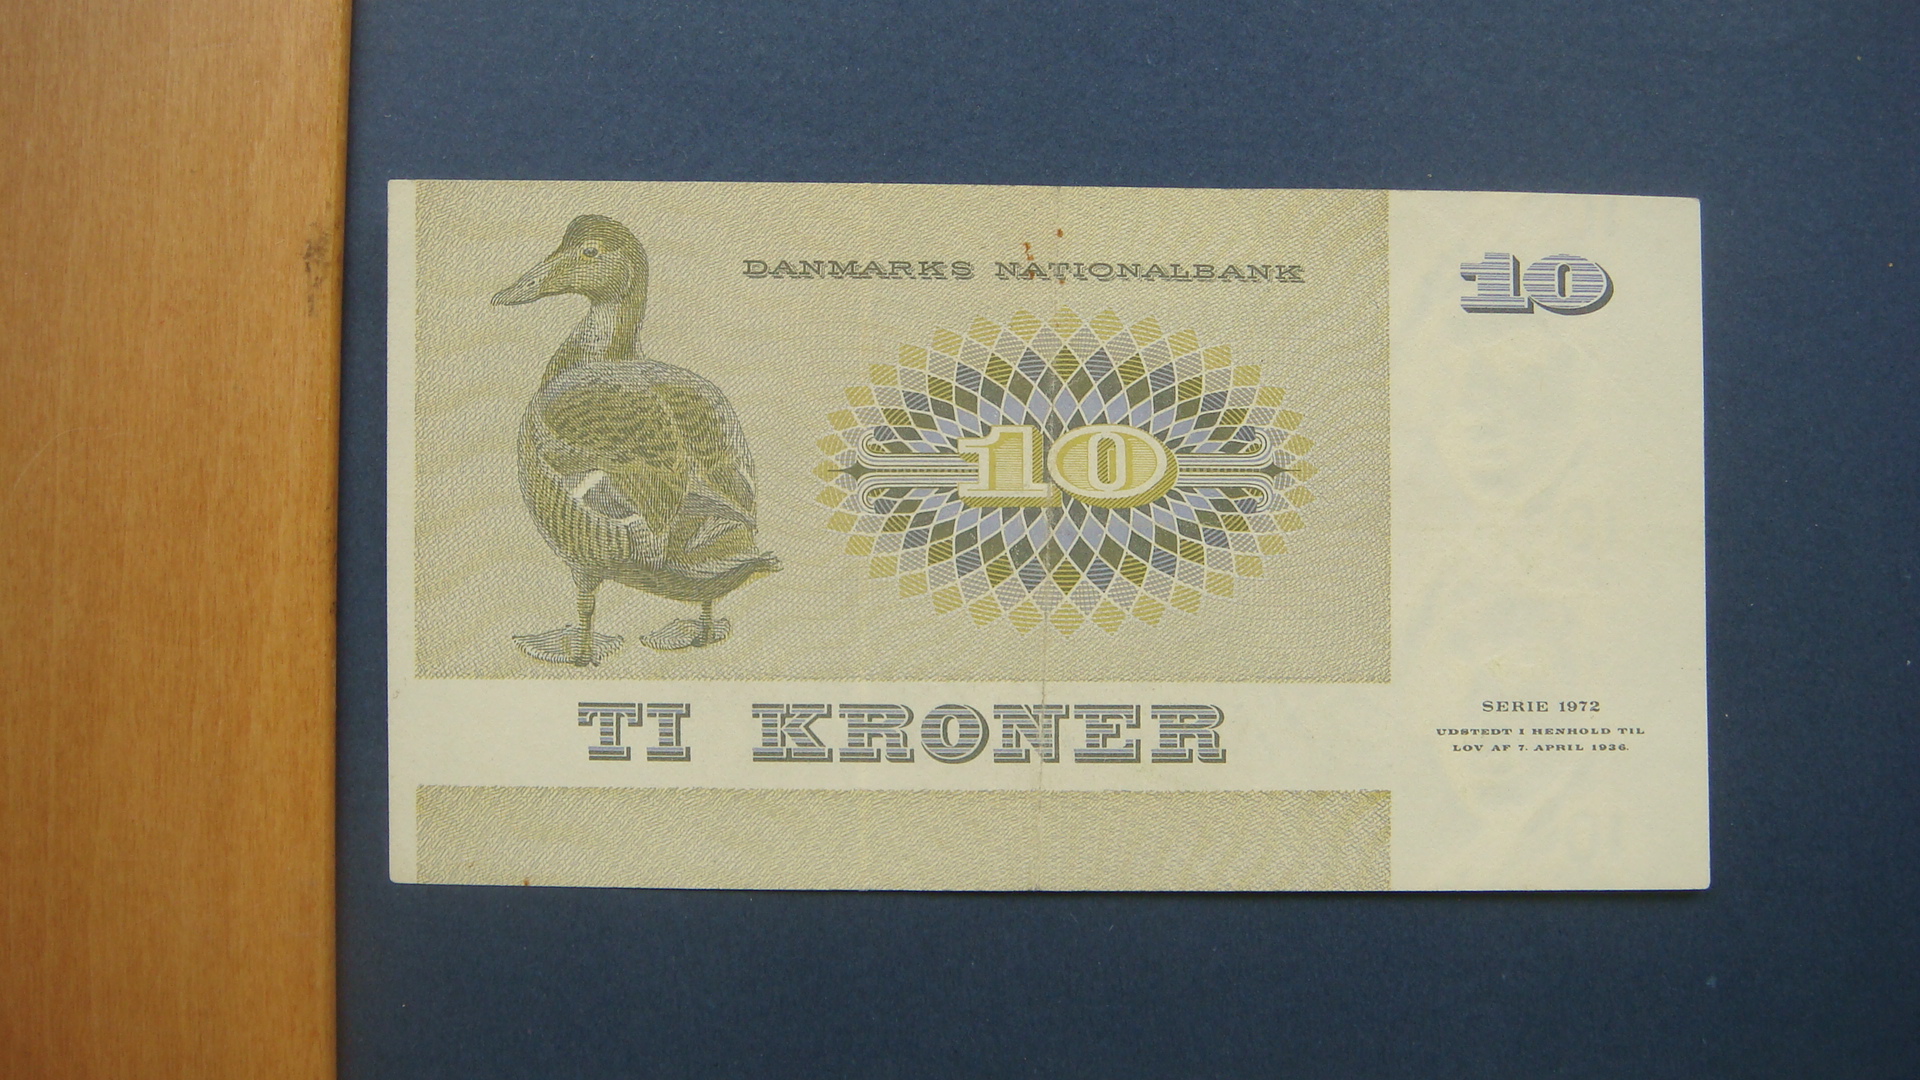 DANMARKS NATIONALBANK
10
10
TI KRONER
SERIE 1972
UDSTEDT I HENHOLD TIL
LOV AF 7. APRIL 1936.